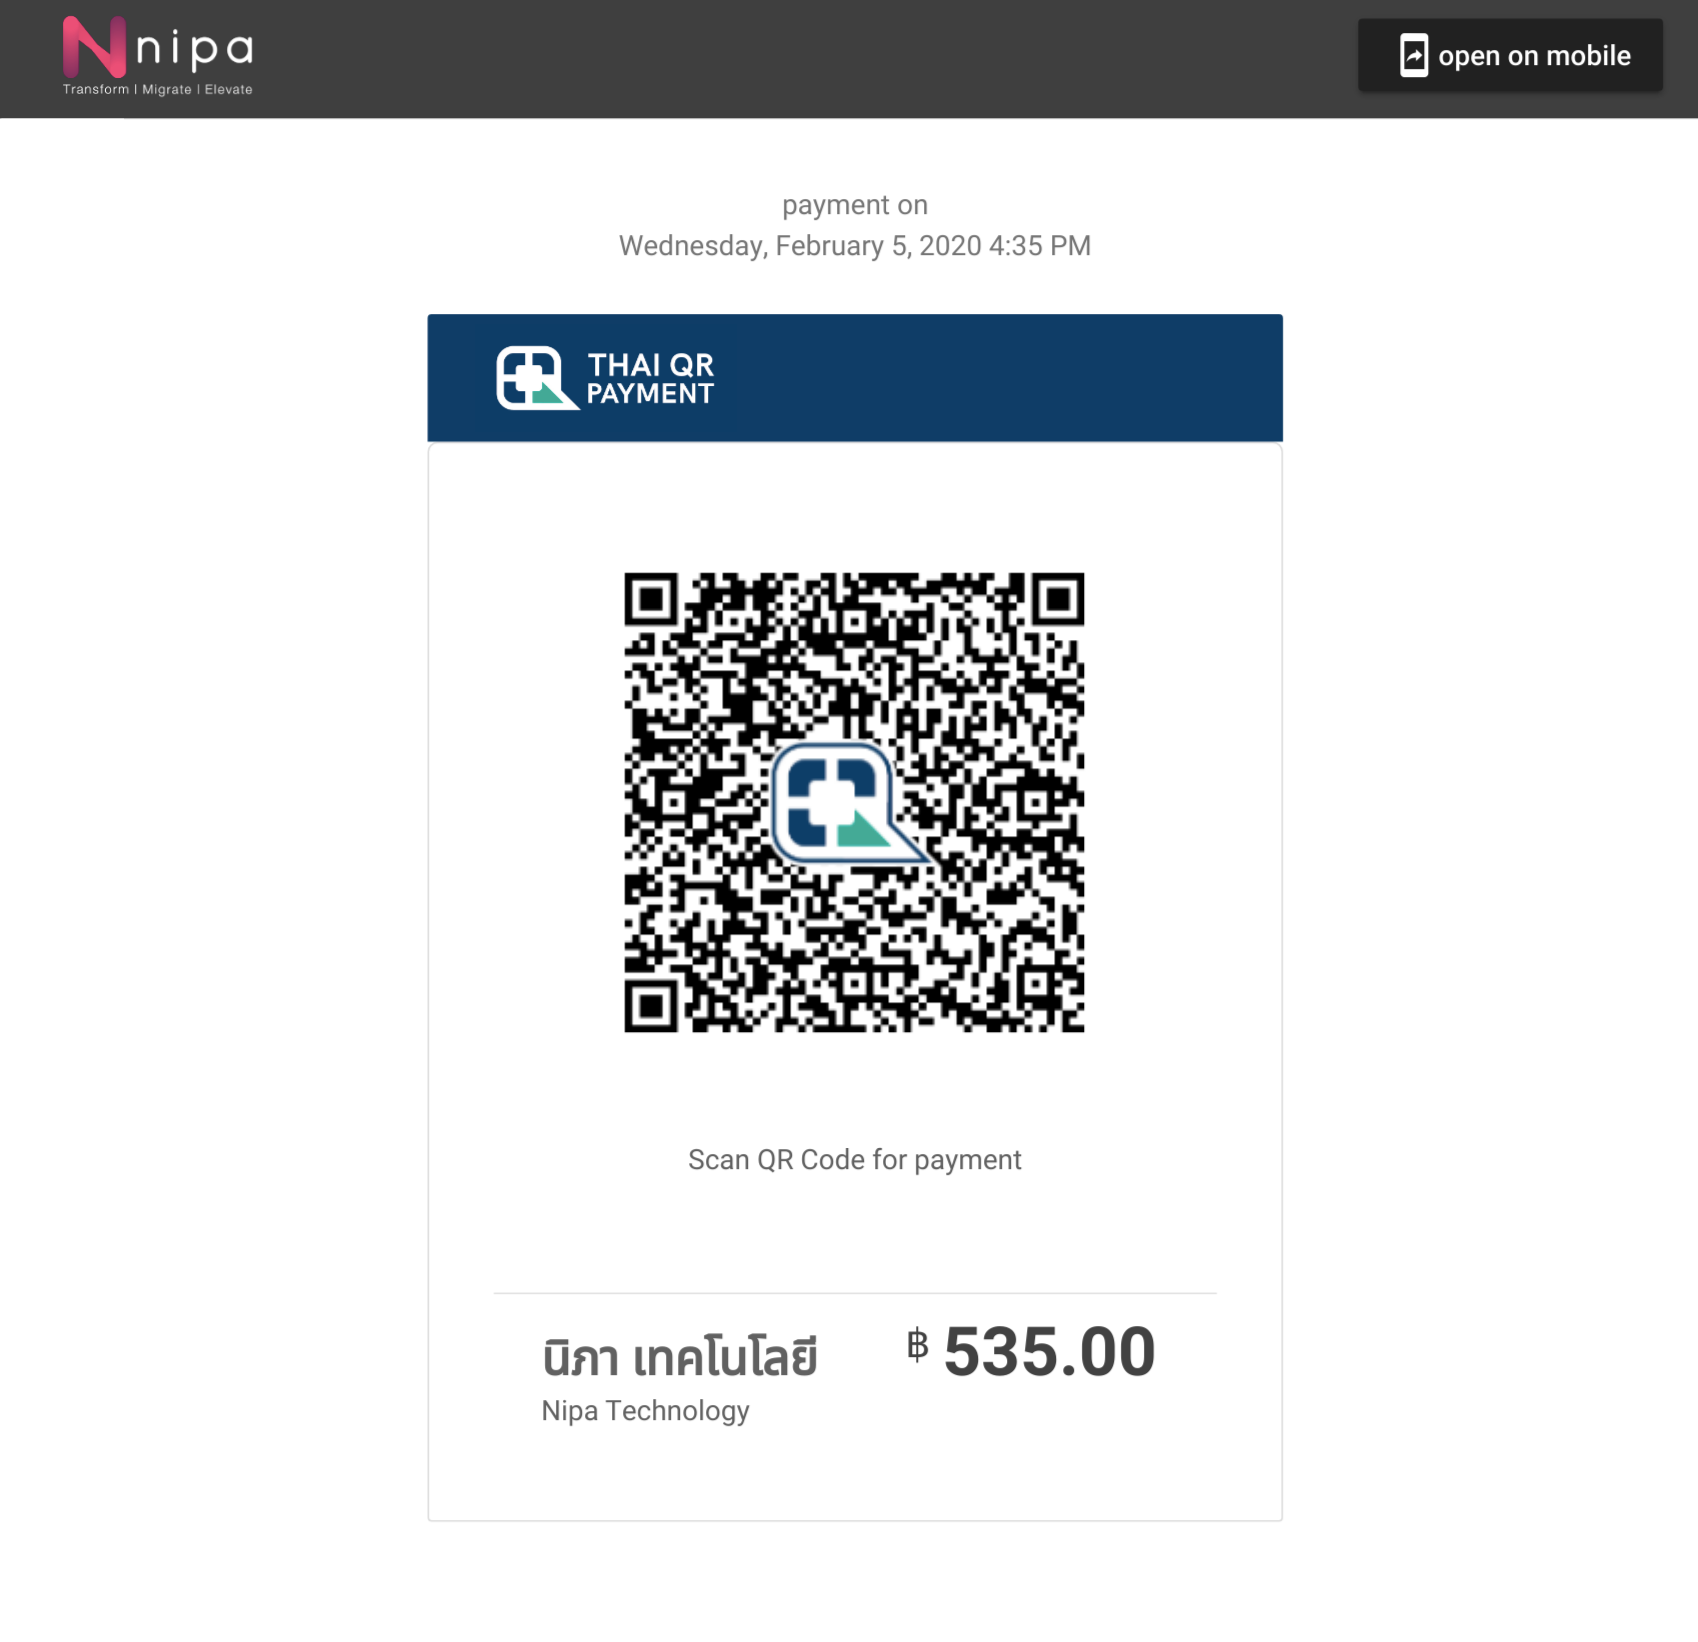 nipa
Transform | Migrate | Elevate
open on mobile
payment on
Wednesday, February 5, 2020 4:35 PM
THAI QR
PAYMENT
Scan QR Code for payment
นิภา เทคโนโลยี
฿ 535.00
Nipa Technology